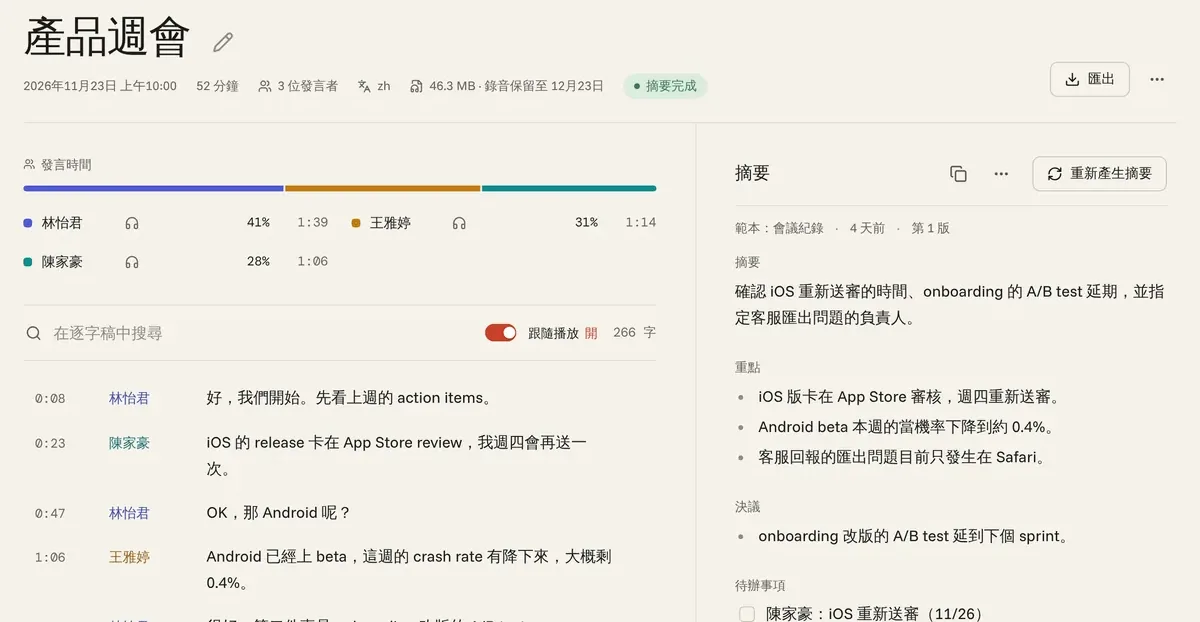 產品週會
2026年11月23日 上午10:00 52 分鐘 3 位發言者 zh 46.3 MB · 錄音保留至 12月23日 摘要完成
匯出
發言時間
林怡君 41% 1:39 王雅婷 31% 1:14
陳家豪 28% 1:06
在逐字稿中搜尋 跟隨播放 開 266 字
0:08 林怡君 好，我們開始。先看上週的 action items。
0:23 陳家豪 iOS 的 release 卡在 App Store review，我週四會再送一
次。
0:47 林怡君 OK，那 Android 呢？
1:06 王雅婷 Android 已經上 beta，這週的 crash rate 有降下來，大概剩
0.4%。
摘要 重新產生摘要
範本：會議紀錄 · 4 天前 · 第 1 版
摘要
確認 iOS 重新送審的時間、onboarding 的 A/B test 延期，並指
定客服匯出問題的負責人。
重點
iOS 版卡在 App Store 審核，週四重新送審。
Android beta 本週的當機率下降到約 0.4%。
客服回報的匯出問題目前只發生在 Safari。
決議
onboarding 改版的 A/B test 延到下個 sprint。
待辦事項
陳家豪：iOS 重新送審（11/26）